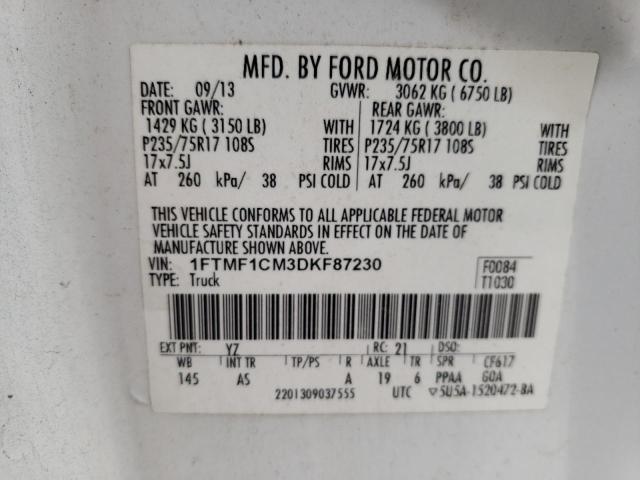 MFD. BY FORD MOTOR CO.
DATE: 09/13 GVWR: 3062 KG ( 6750 LB)
FRONT GAWR: REAR GAWR:
1429 KG ( 3150 LB) WITH 1724 KG ( 3800 LB) WITH
P235/75R17 108S TIRES P235/75R17 108S TIRES
17x7.5J RIMS 17x7.5J RIMS
AT 260 kPa/ 38 PSI COLD AT 260 kPa/ 38 PSI COLD
THIS VEHICLE CONFORMS TO ALL APPLICABLE FEDERAL MOTOR
VEHICLE SAFETY STANDARDS IN EFFECT ON THE DATE OF
MANUFACTURE SHOWN ABOVE.
VIN: 1FTMF1CM3DKF87230 F0084
TYPE: Truck T1030
EXT PNT: YZ RC: 21 DSO:
WB INT TR TP/PS R AXLE TR SPR CF617
145 AS A 19 6 PPAA GOA
2201309037555 UTC ▽5U5A-1520472-BA